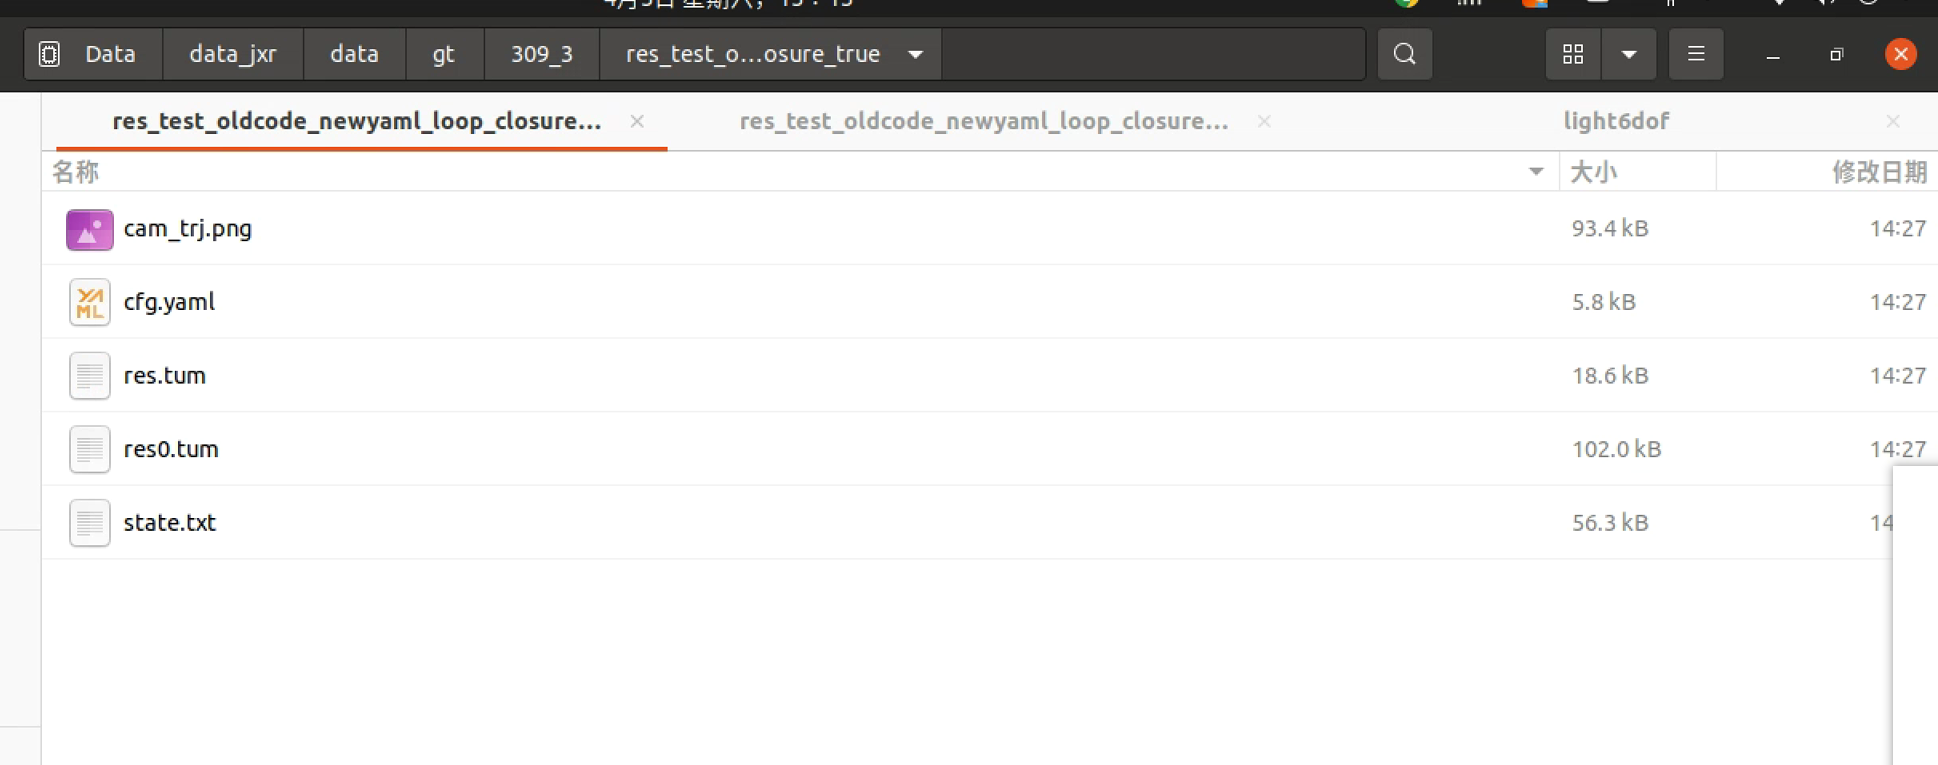 Data data_jxr data gt 309_3 res_test_o...osure_true
res_test_oldcode_newyaml_loop_closure... res_test_oldcode_newyaml_loop_closure... light6dof
名称 大小 修改日期
cam_trj.png 93.4 kB 14:27
cfg.yaml 5.8 kB 14:27
res.tum 18.6 kB 14:27
res0.tum 102.0 kB 14:27
state.txt 56.3 kB 14